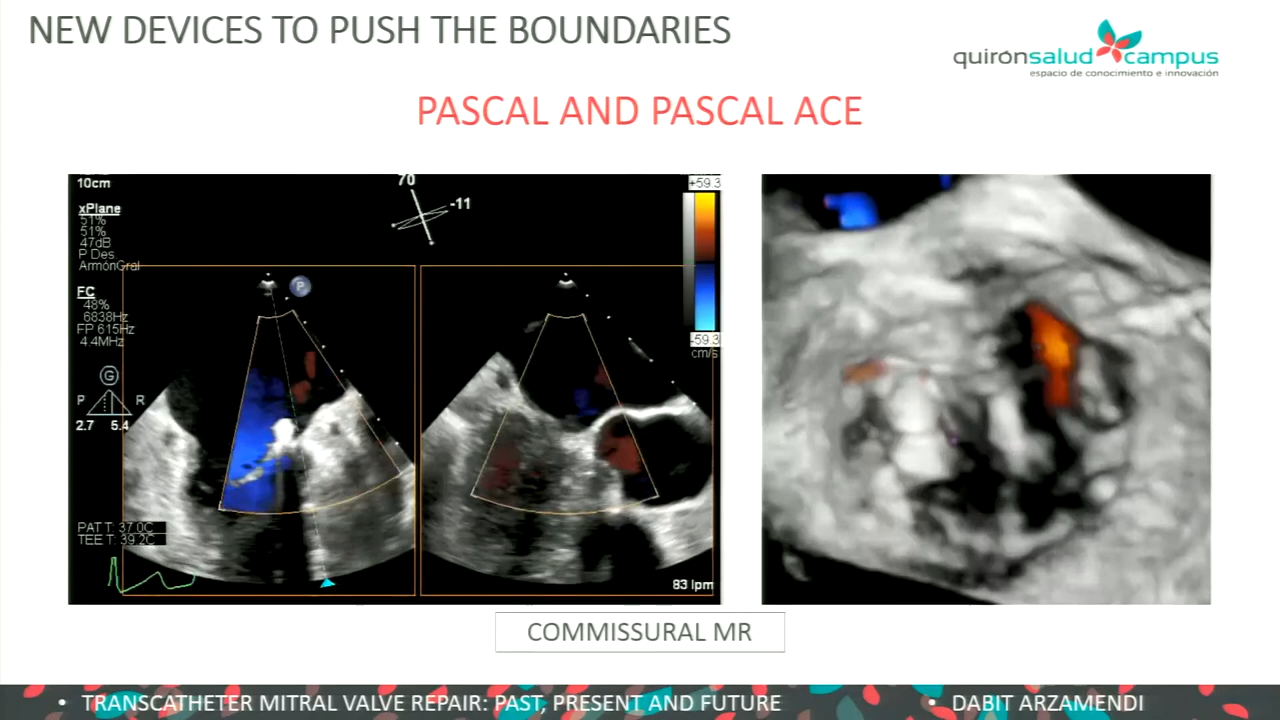 NEW DEVICES TO PUSH THE BOUNDARIES
quirónsalud campus
espacio de conocimiento e innovación
PASCAL AND PASCAL ACE
10cm
xPlane
51%
51%
47dB
P Des.
ArmónGral
FC
48%
6838Hz
FP 615Hz
4.4MHz
G
P R
2.7 5.4
PAT T: 37.0C
TEE T: 39.2C
70
-11
P
+59.3
-59.3
cm/s
83 lpm
COMMISSURAL MR
• TRANSCATHETER MITRAL VALVE REPAIR: PAST, PRESENT AND FUTURE
• DABIT ARZAMENDI